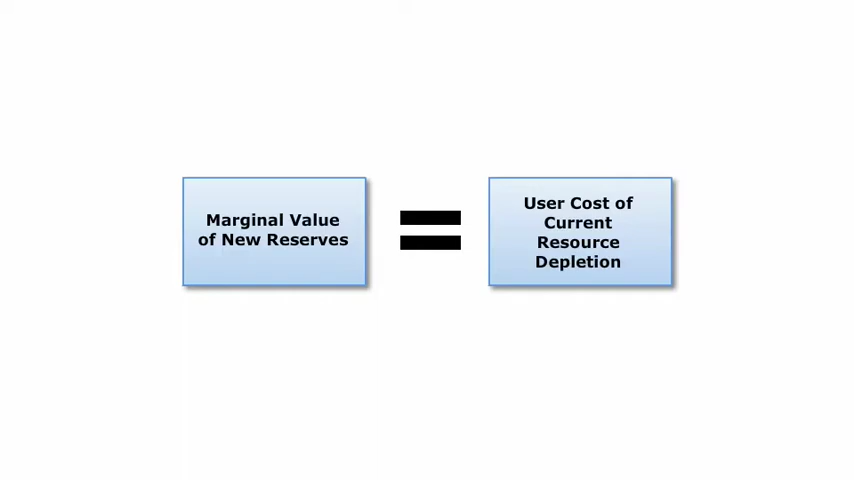 Marginal Value
of New Reserves
User Cost of
Current
Resource
Depletion